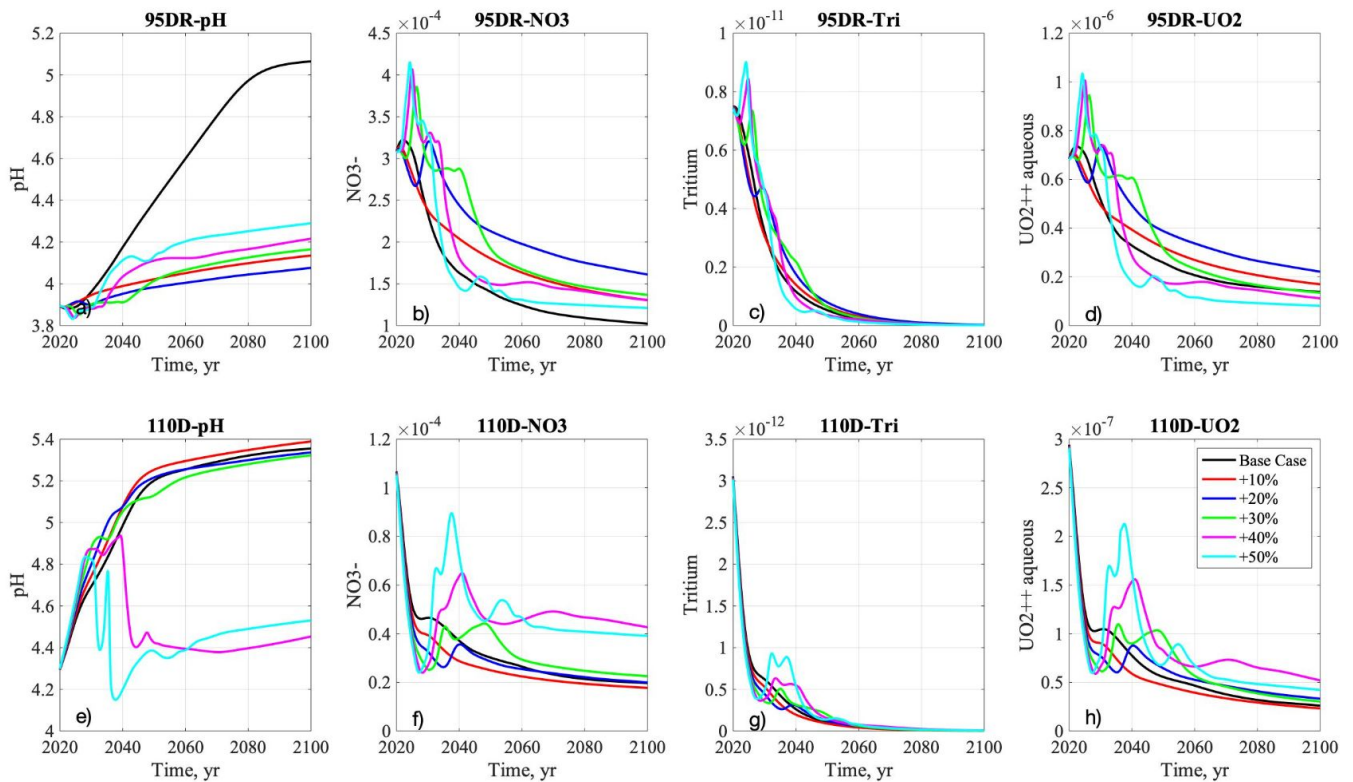 95DR-pH
5.2
5
4.8
4.6
4.4
4.2
4
3.8
pH
a)
2020 2040 2060 2080 2100
Time, yr
95DR-NO3
×10⁻⁴
4.5
4
3.5
3
2.5
2
1.5
1
NO3-
b)
2020 2040 2060 2080 2100
Time, yr
95DR-Tri
×10⁻¹¹
1
0.8
0.6
0.4
0.2
0
Tritium
c)
2020 2040 2060 2080 2100
Time, yr
95DR-UO2
×10⁻⁶
1.2
1
0.8
0.6
0.4
0.2
0
UO2++ aqueous
d)
2020 2040 2060 2080 2100
Time, yr
110D-pH
5.4
5.2
5
4.8
4.6
4.4
4.2
4
pH
e)
2020 2040 2060 2080 2100
Time, yr
110D-NO3
×10⁻⁴
1.2
1
0.8
0.6
0.4
0.2
0
NO3-
f)
2020 2040 2060 2080 2100
Time, yr
110D-Tri
×10⁻¹²
3.5
3
2.5
2
1.5
1
0.5
0
Tritium
g)
2020 2040 2060 2080 2100
Time, yr
110D-UO2
×10⁻⁷
3
2.5
2
1.5
1
0.5
0
UO2++ aqueous
h)
2020 2040 2060 2080 2100
Time, yr
Base Case
+10%
+20%
+30%
+40%
+50%